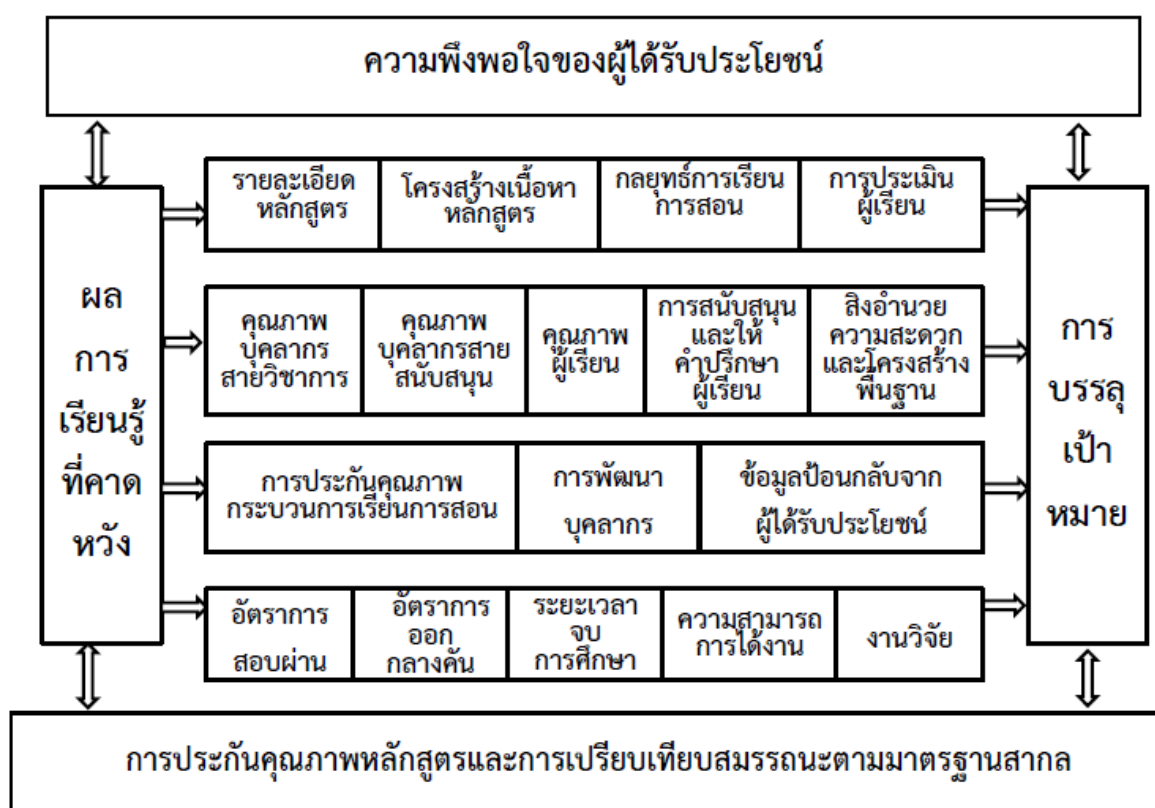 ความพึงพอใจของผู้ได้รับประโยชน์
ผล
การ
เรียนรู้
ที่คาด
หวัง
รายละเอียด
หลักสูตร
โครงสร้างเนื้อหา
หลักสูตร
กลยุทธ์การเรียน
การสอน
การประเมิน
ผู้เรียน
คุณภาพ
บุคลากร
สายวิชาการ
คุณภาพ
บุคลากรสาย
สนับสนุน
คุณภาพ
ผู้เรียน
การสนับสนุน
และให้
คำปรึกษา
ผู้เรียน
สิงอำนวย
ความสะดวก
และโครงสร้าง
พื้นฐาน
การประกันคุณภาพ
กระบวนการเรียนการสอน
การพัฒนา
บุคลากร
ข้อมูลป้อนกลับจาก
ผู้ได้รับประโยชน์
อัตราการ
สอบผ่าน
อัตราการ
ออก
กลางคัน
ระยะเวลา
จบ
การศึกษา
ความสามารถ
การได้งาน
งานวิจัย
การ
บรรลุ
เป้า
หมาย
การประกันคุณภาพหลักสูตรและการเปรียบเทียบสมรรถนะตามมาตรฐานสากล